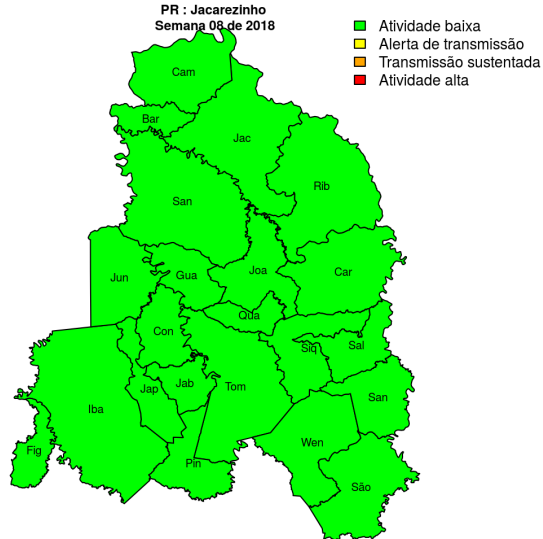 PR : Jacarezinho
Semana 08 de 2018
Atividade baixa
Alerta de transmissão
Transmissão sustentada
Atividade alta
Cam
Bar
Jac
Rib
San
Jun
Gua
Joa
Car
Qua
Con
Siq
Sal
Jap
Jab
Tom
Iba
San
Wen
Fig
Pin
São